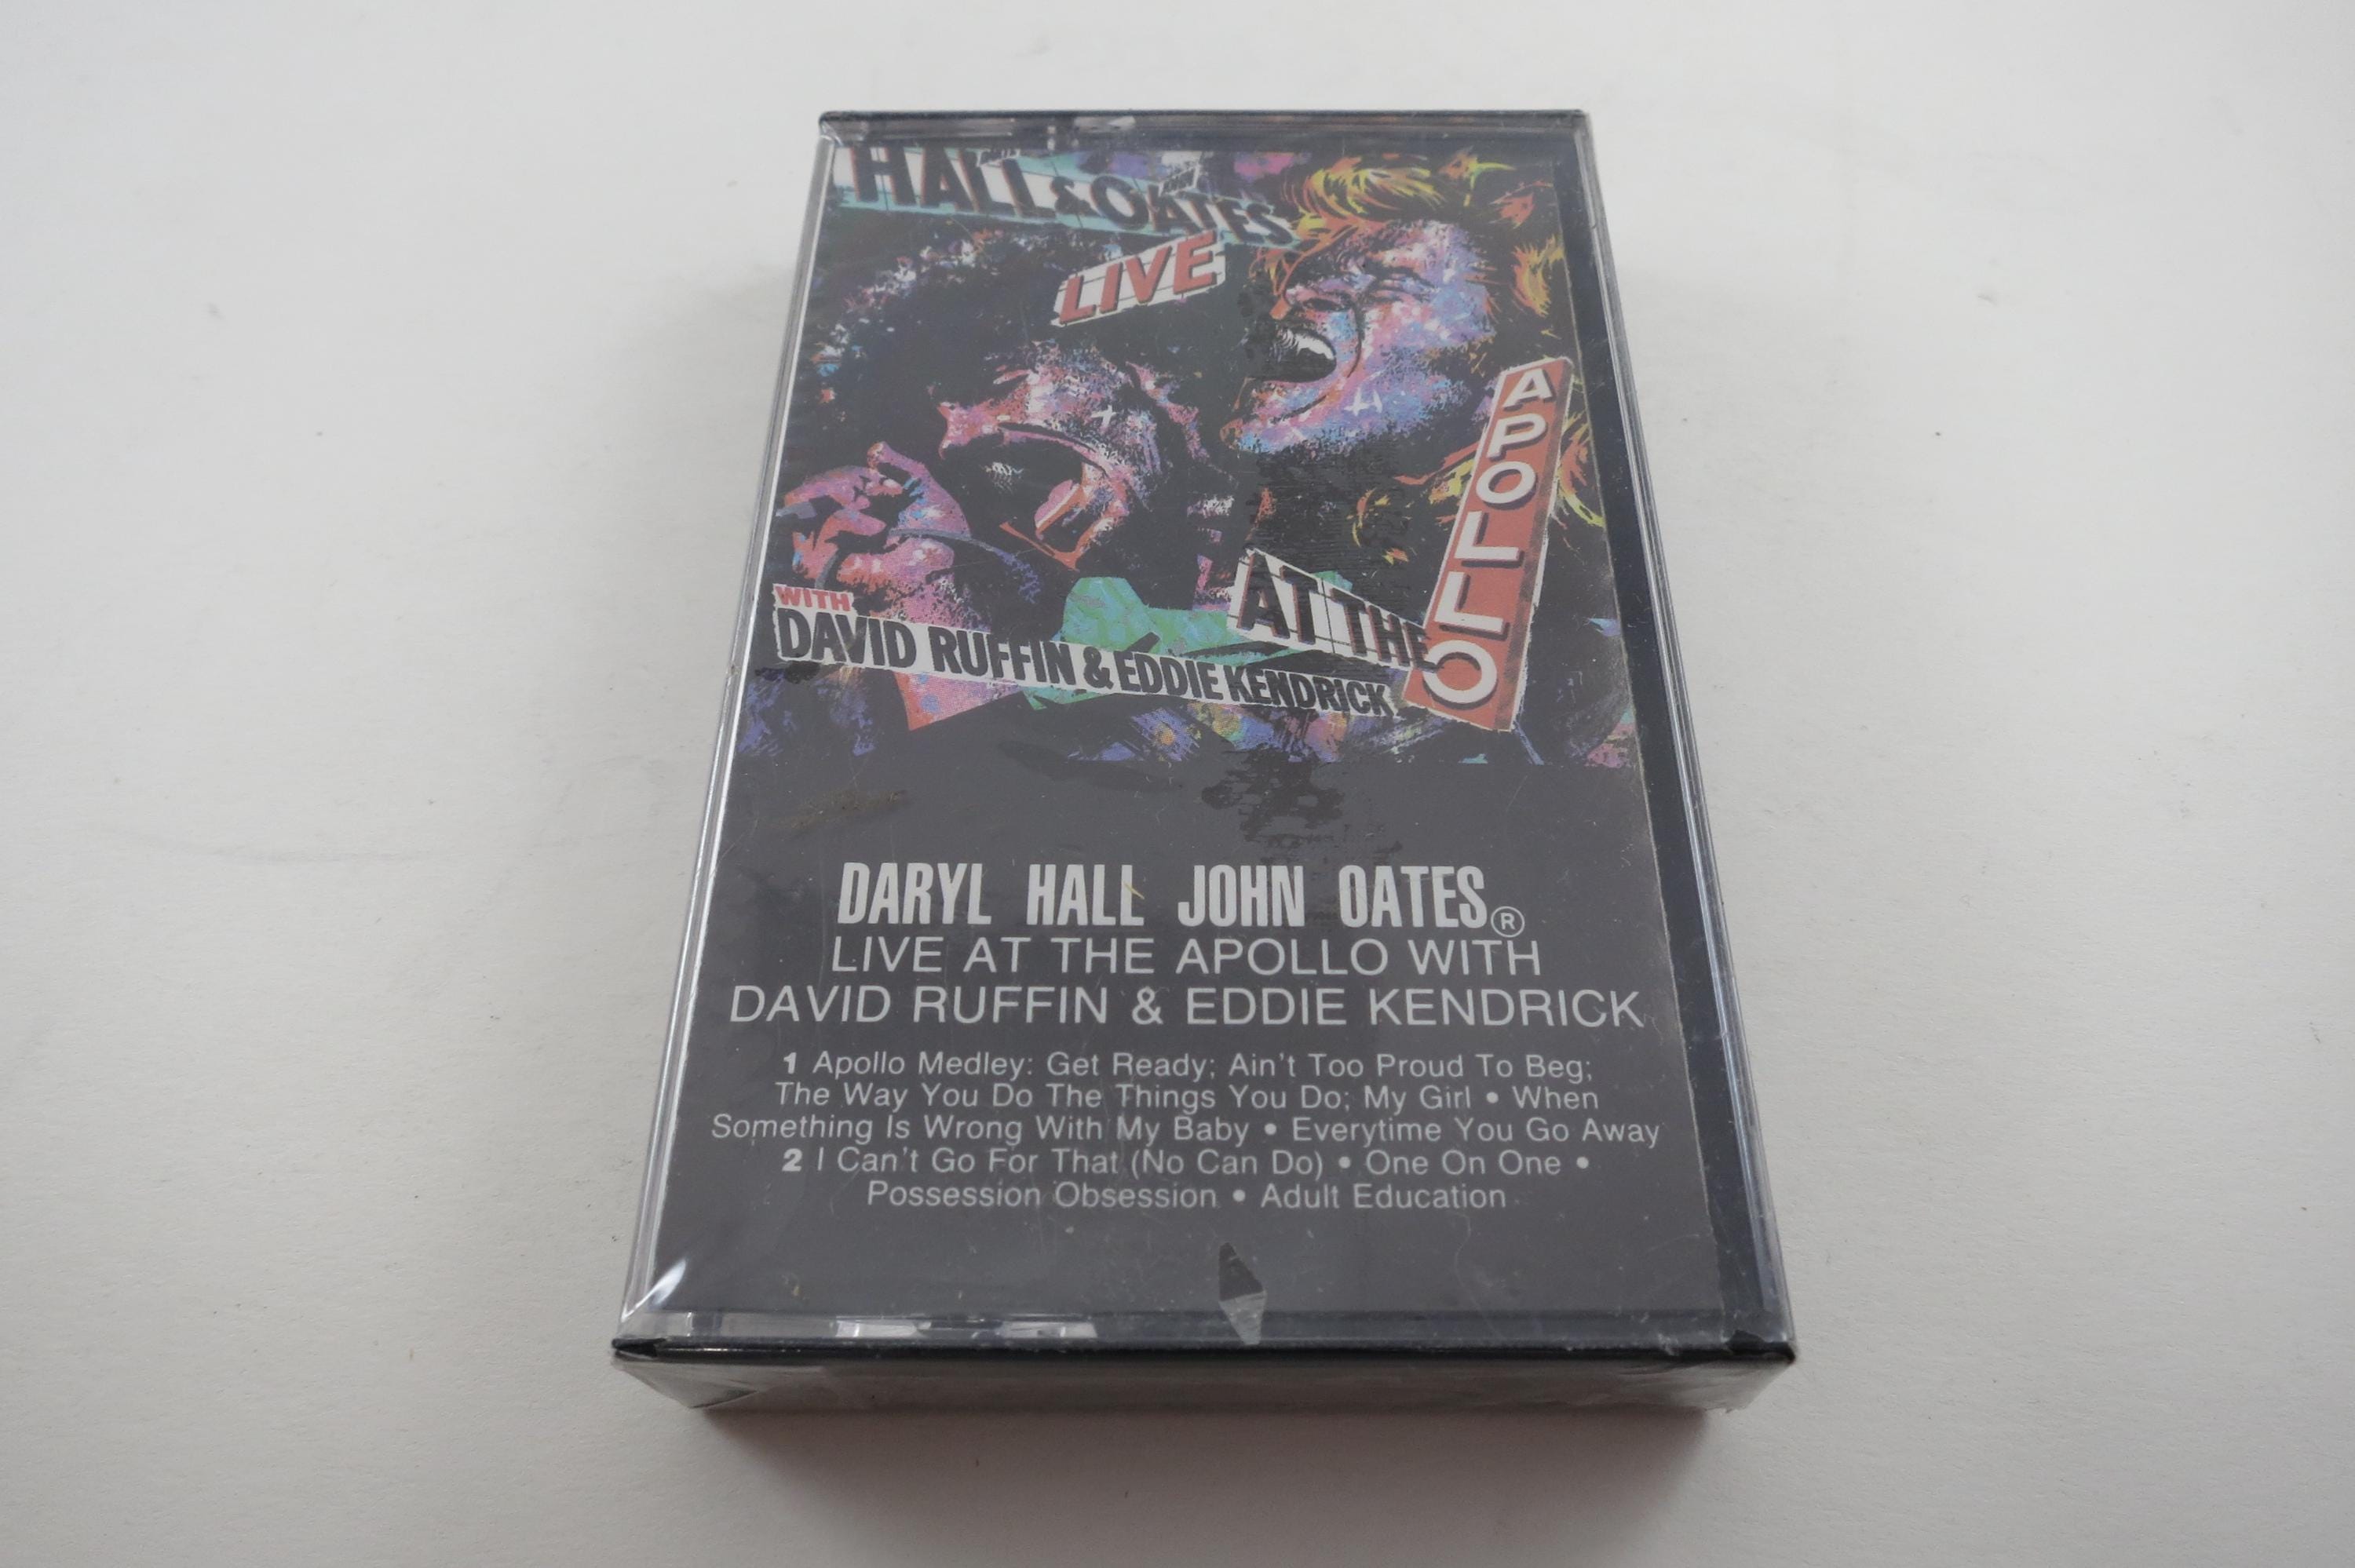 HALL & OATES
LIVE
AT THE
APOLLO
WITH
DAVID RUFFIN & EDDIE KENDRICK
DARYL HALL JOHN OATES®
LIVE AT THE APOLLO WITH
DAVID RUFFIN & EDDIE KENDRICK
1 Apollo Medley: Get Ready; Ain't Too Proud To Beg;
The Way You Do The Things You Do; My Girl • When
Something Is Wrong With My Baby • Everytime You Go Away
2 I Can't Go For That (No Can Do) • One On One •
Possession Obsession • Adult Education